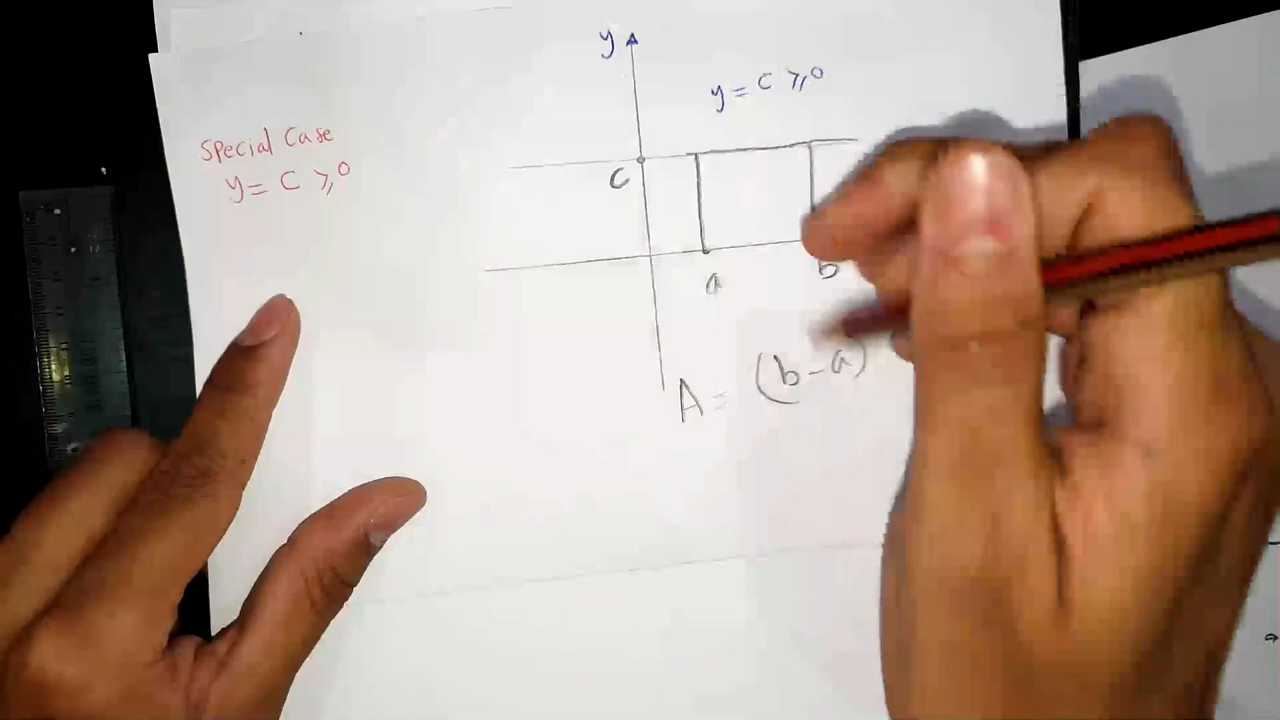 Special Case
y = C ⩾ 0
y
y = C ⩾ 0
C
a
b
A = (b-a)